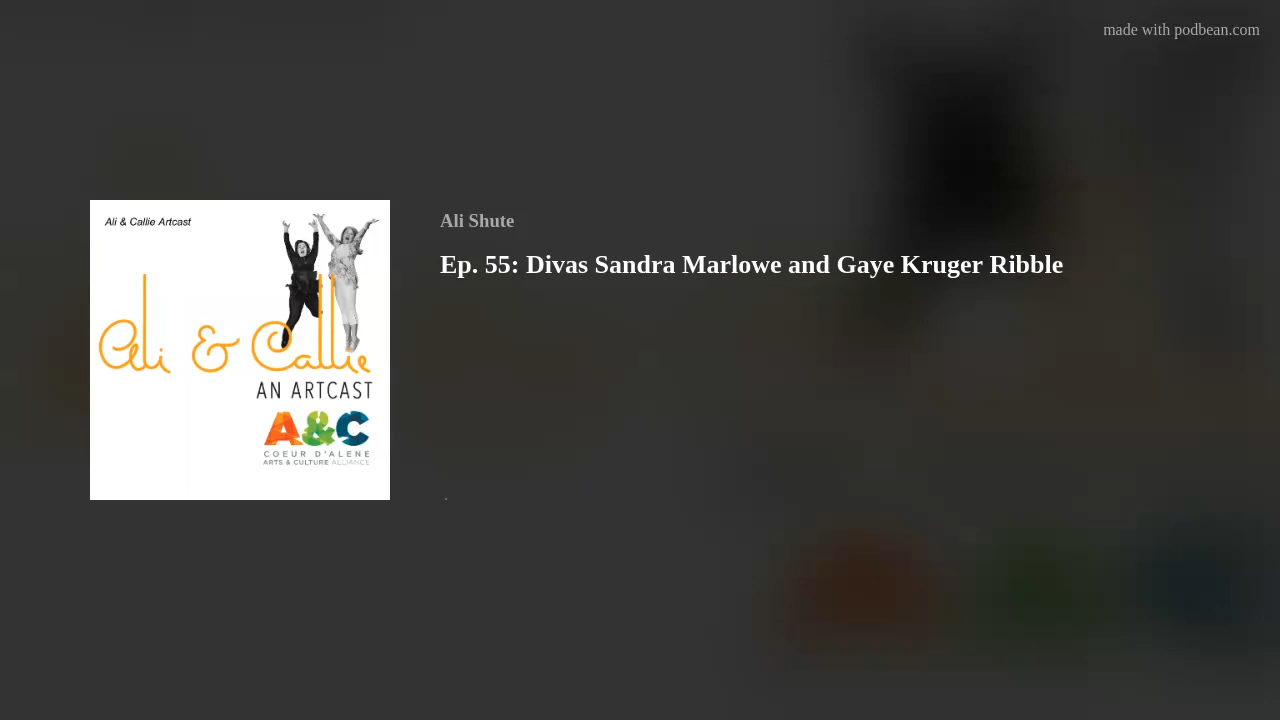 made with podbean.com
Ali & Callie Artcast
Ali & Callie
AN ARTCAST
A&C
COEUR D'ALENE
ARTS & CULTURE ALLIANCE
Ali Shute
Ep. 55: Divas Sandra Marlowe and Gaye Kruger Ribble